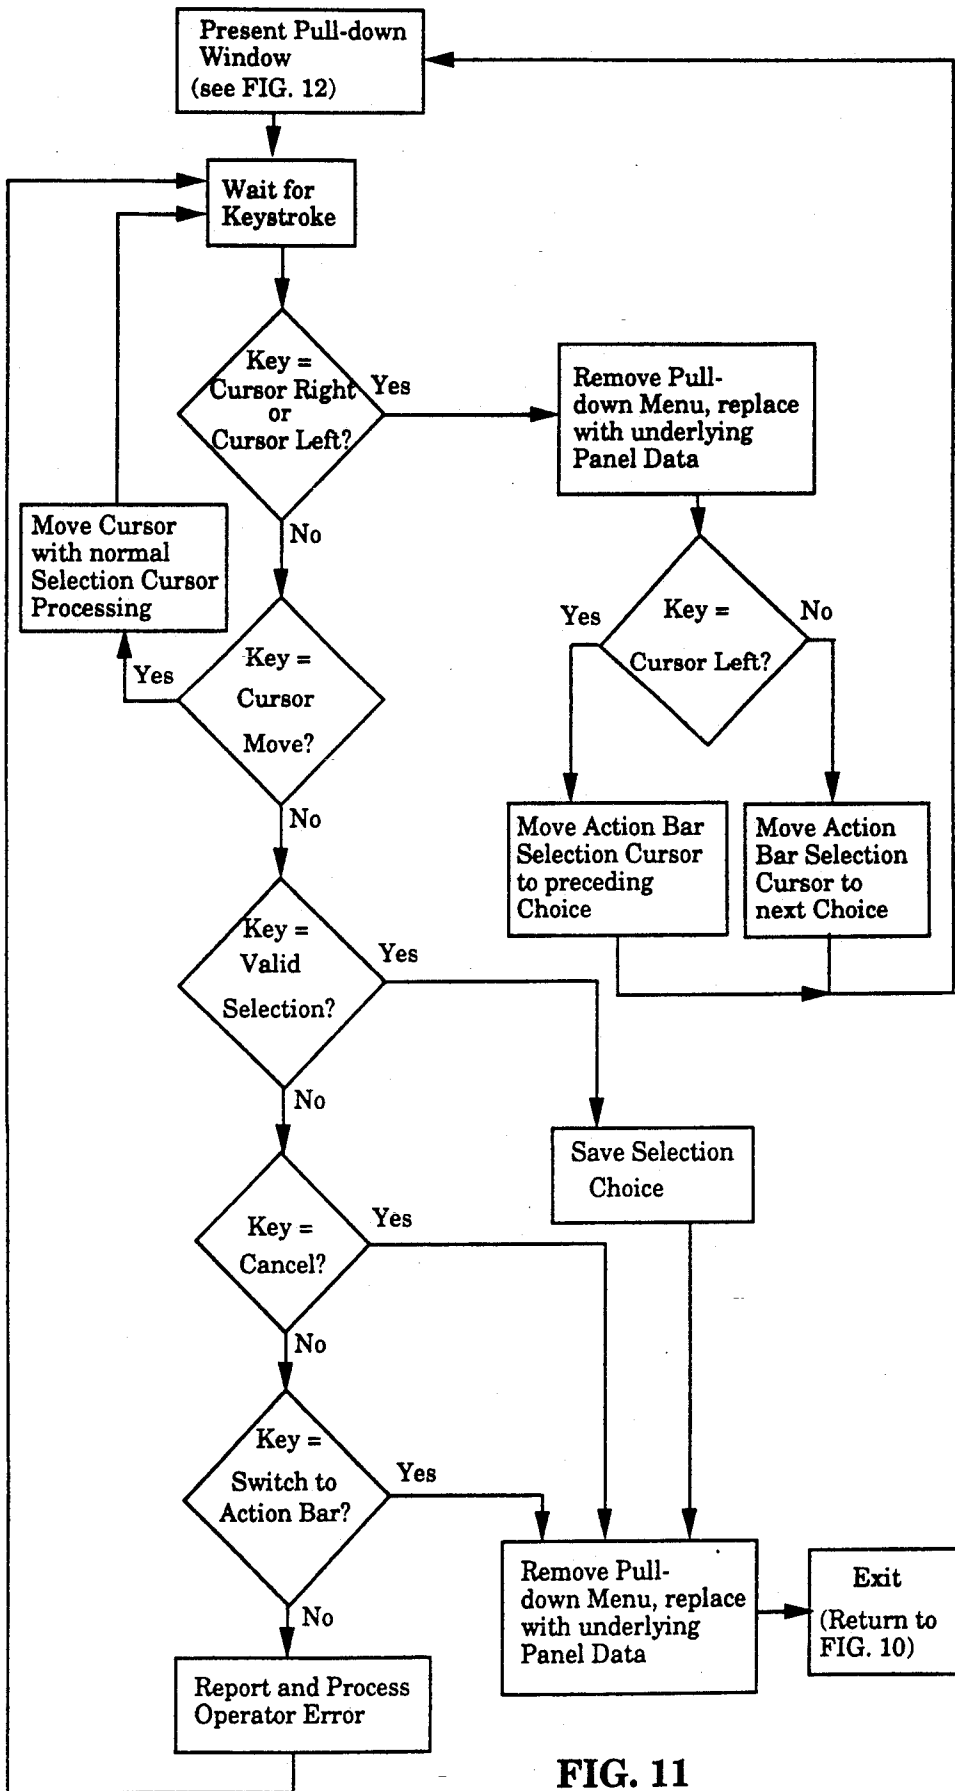 Present Pull-down
Window
(see FIG. 12)
Wait for
Keystroke
Key =
Cursor Right
or
Cursor Left?
Yes
No
Remove Pull-
down Menu, replace
with underlying
Panel Data
Move Cursor
with normal
Selection Cursor
Processing
Yes
Key =
Cursor
Move?
No
Yes
Key =
Cursor Left?
No
Move Action Bar
Selection Cursor
to preceding
Choice
Move Action
Bar Selection
Cursor to
next Choice
Key =
Valid
Selection?
Yes
No
Save Selection
Choice
Key =
Cancel?
Yes
No
Key =
Switch to
Action Bar?
Yes
No
Remove Pull-
down Menu, replace
with underlying
Panel Data
Exit
(Return to
FIG. 10)
Report and Process
Operator Error
FIG. 11